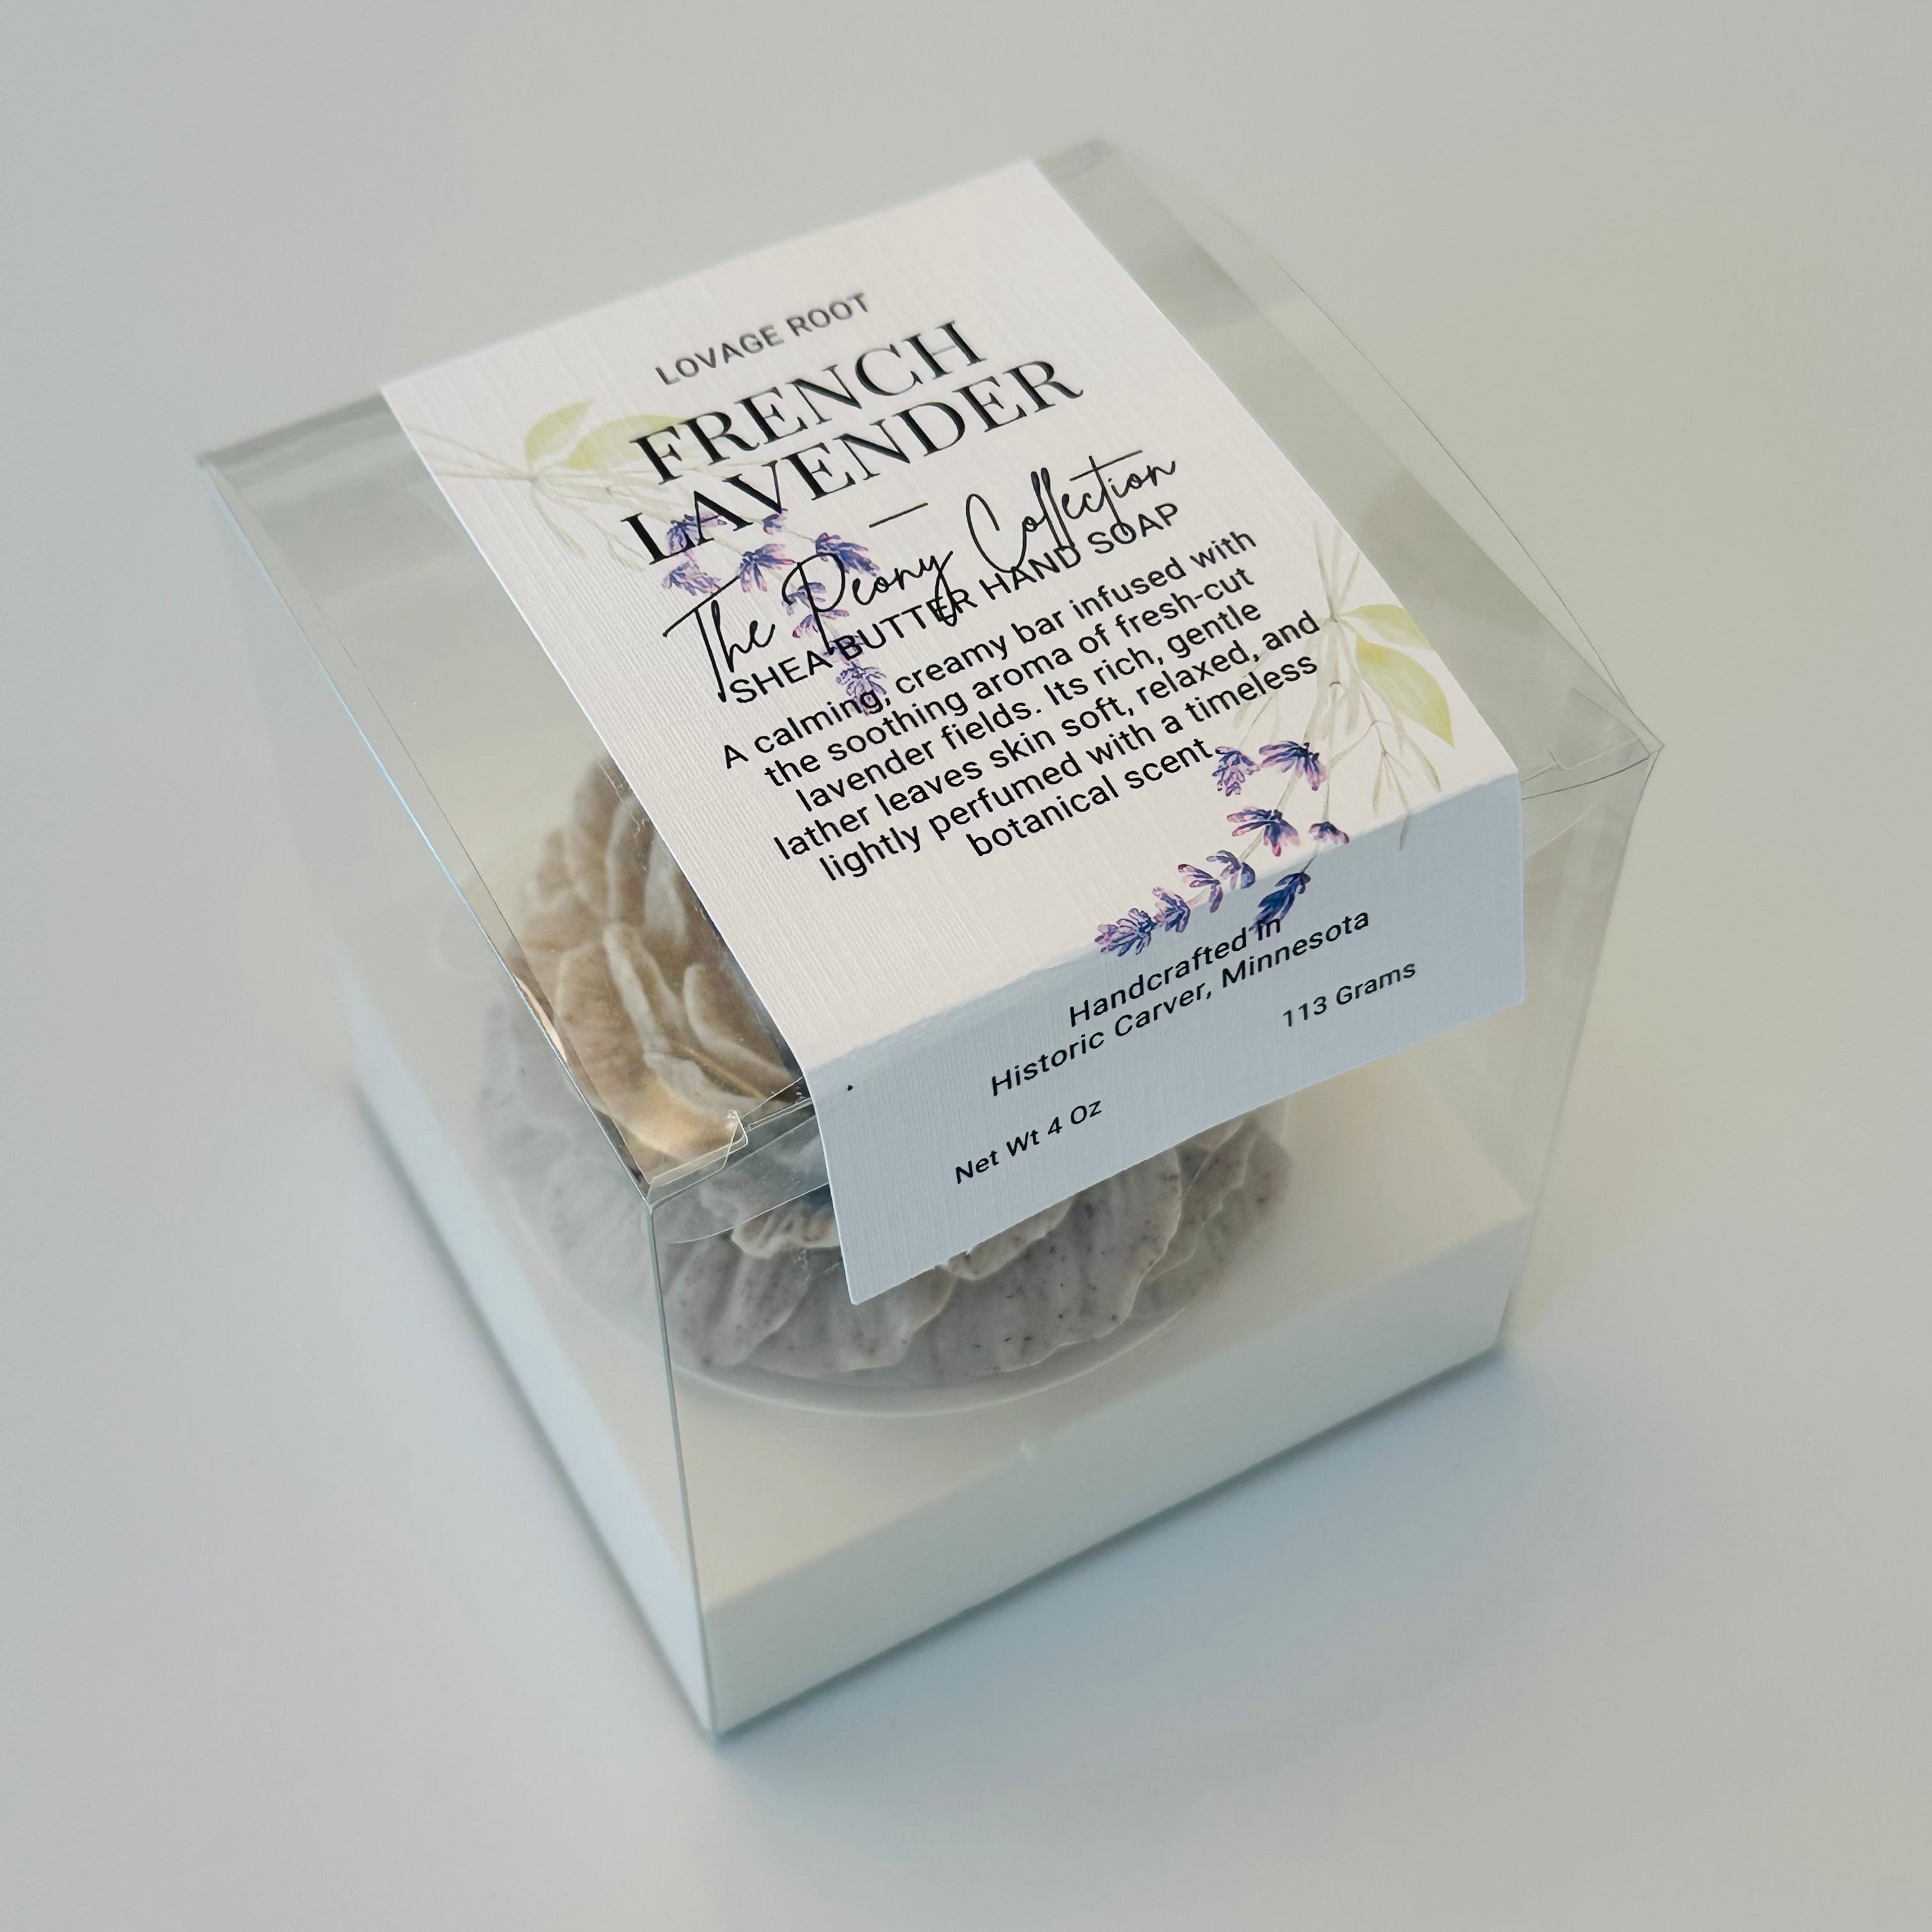 LOVAGE ROOT
FRENCH
LAVENDER
The Peony Collection
SHEA BUTTER HAND SOAP
A calming, creamy bar infused with
the soothing aroma of fresh-cut
lavender fields. Its rich, gentle
lather leaves skin soft, relaxed, and
lightly perfumed with a timeless
botanical scent.
Handcrafted in
Historic Carver, Minnesota
Net Wt 4 Oz 113 Grams